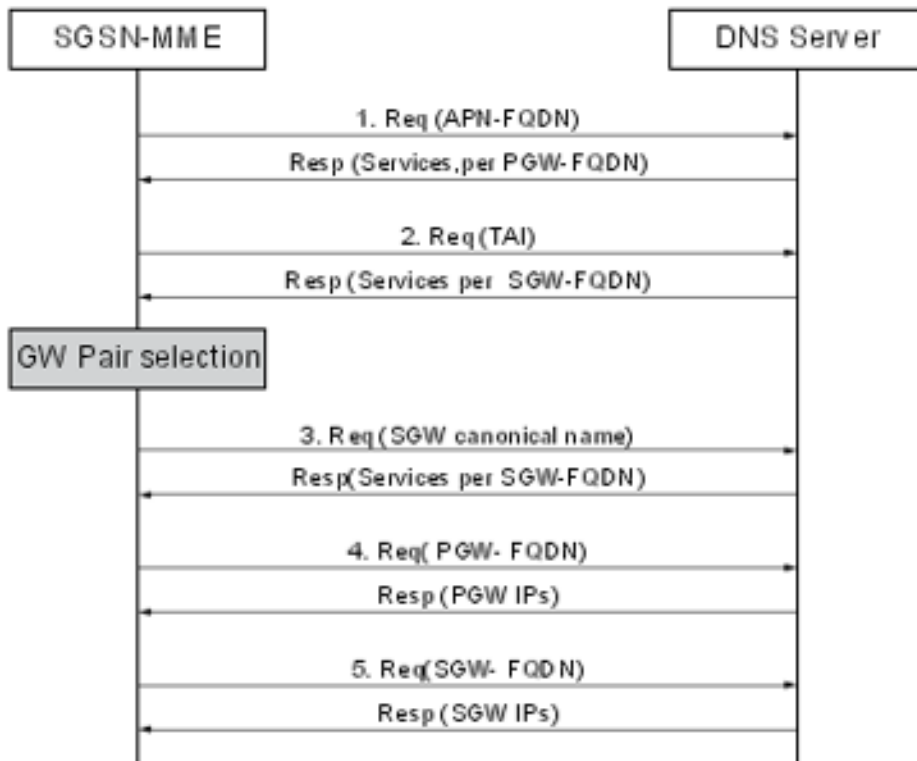 SGSN-MME
DNS Server
1. Req (APN-FQDN)
Resp (Services,per PGW-FQDN)
2. Req (TAI)
Resp (Services per SGW-FQDN)
GW Pair selection
3. Req (SGW canonical name)
Resp(Services per SGW-FQDN)
4. Req( PGW- FQDN)
Resp (PGW IPs)
5. Req(SGW- FQDN)
Resp (SGW IPs)